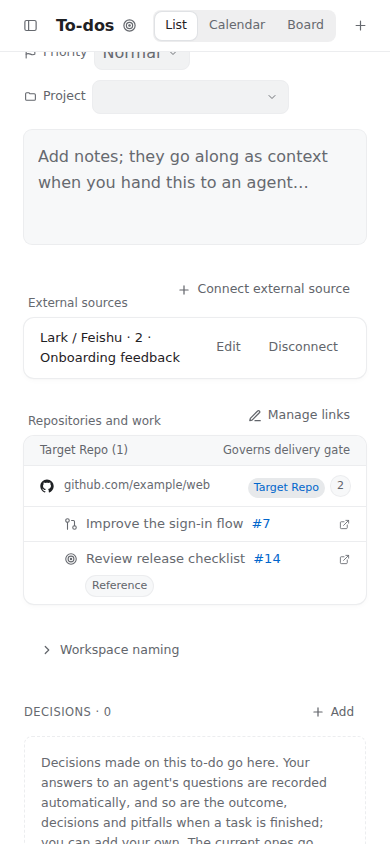 To-dos
List
Calendar
Board
Priority
Normal
Project
Add notes; they go along as context
when you hand this to an agent…
Connect external source
External sources
Lark / Feishu · 2 ·
Onboarding feedback
Edit
Disconnect
Manage links
Repositories and work
Target Repo (1)
Governs delivery gate
github.com/example/web
Target Repo
2
Improve the sign-in flow #7
Review release checklist #14
Reference
Workspace naming
DECISIONS · 0
Add
Decisions made on this to-do go here. Your
answers to an agent's questions are recorded
automatically, and so are the outcome,
decisions and pitfalls when a task is finished;
you can add your own. The current ones go